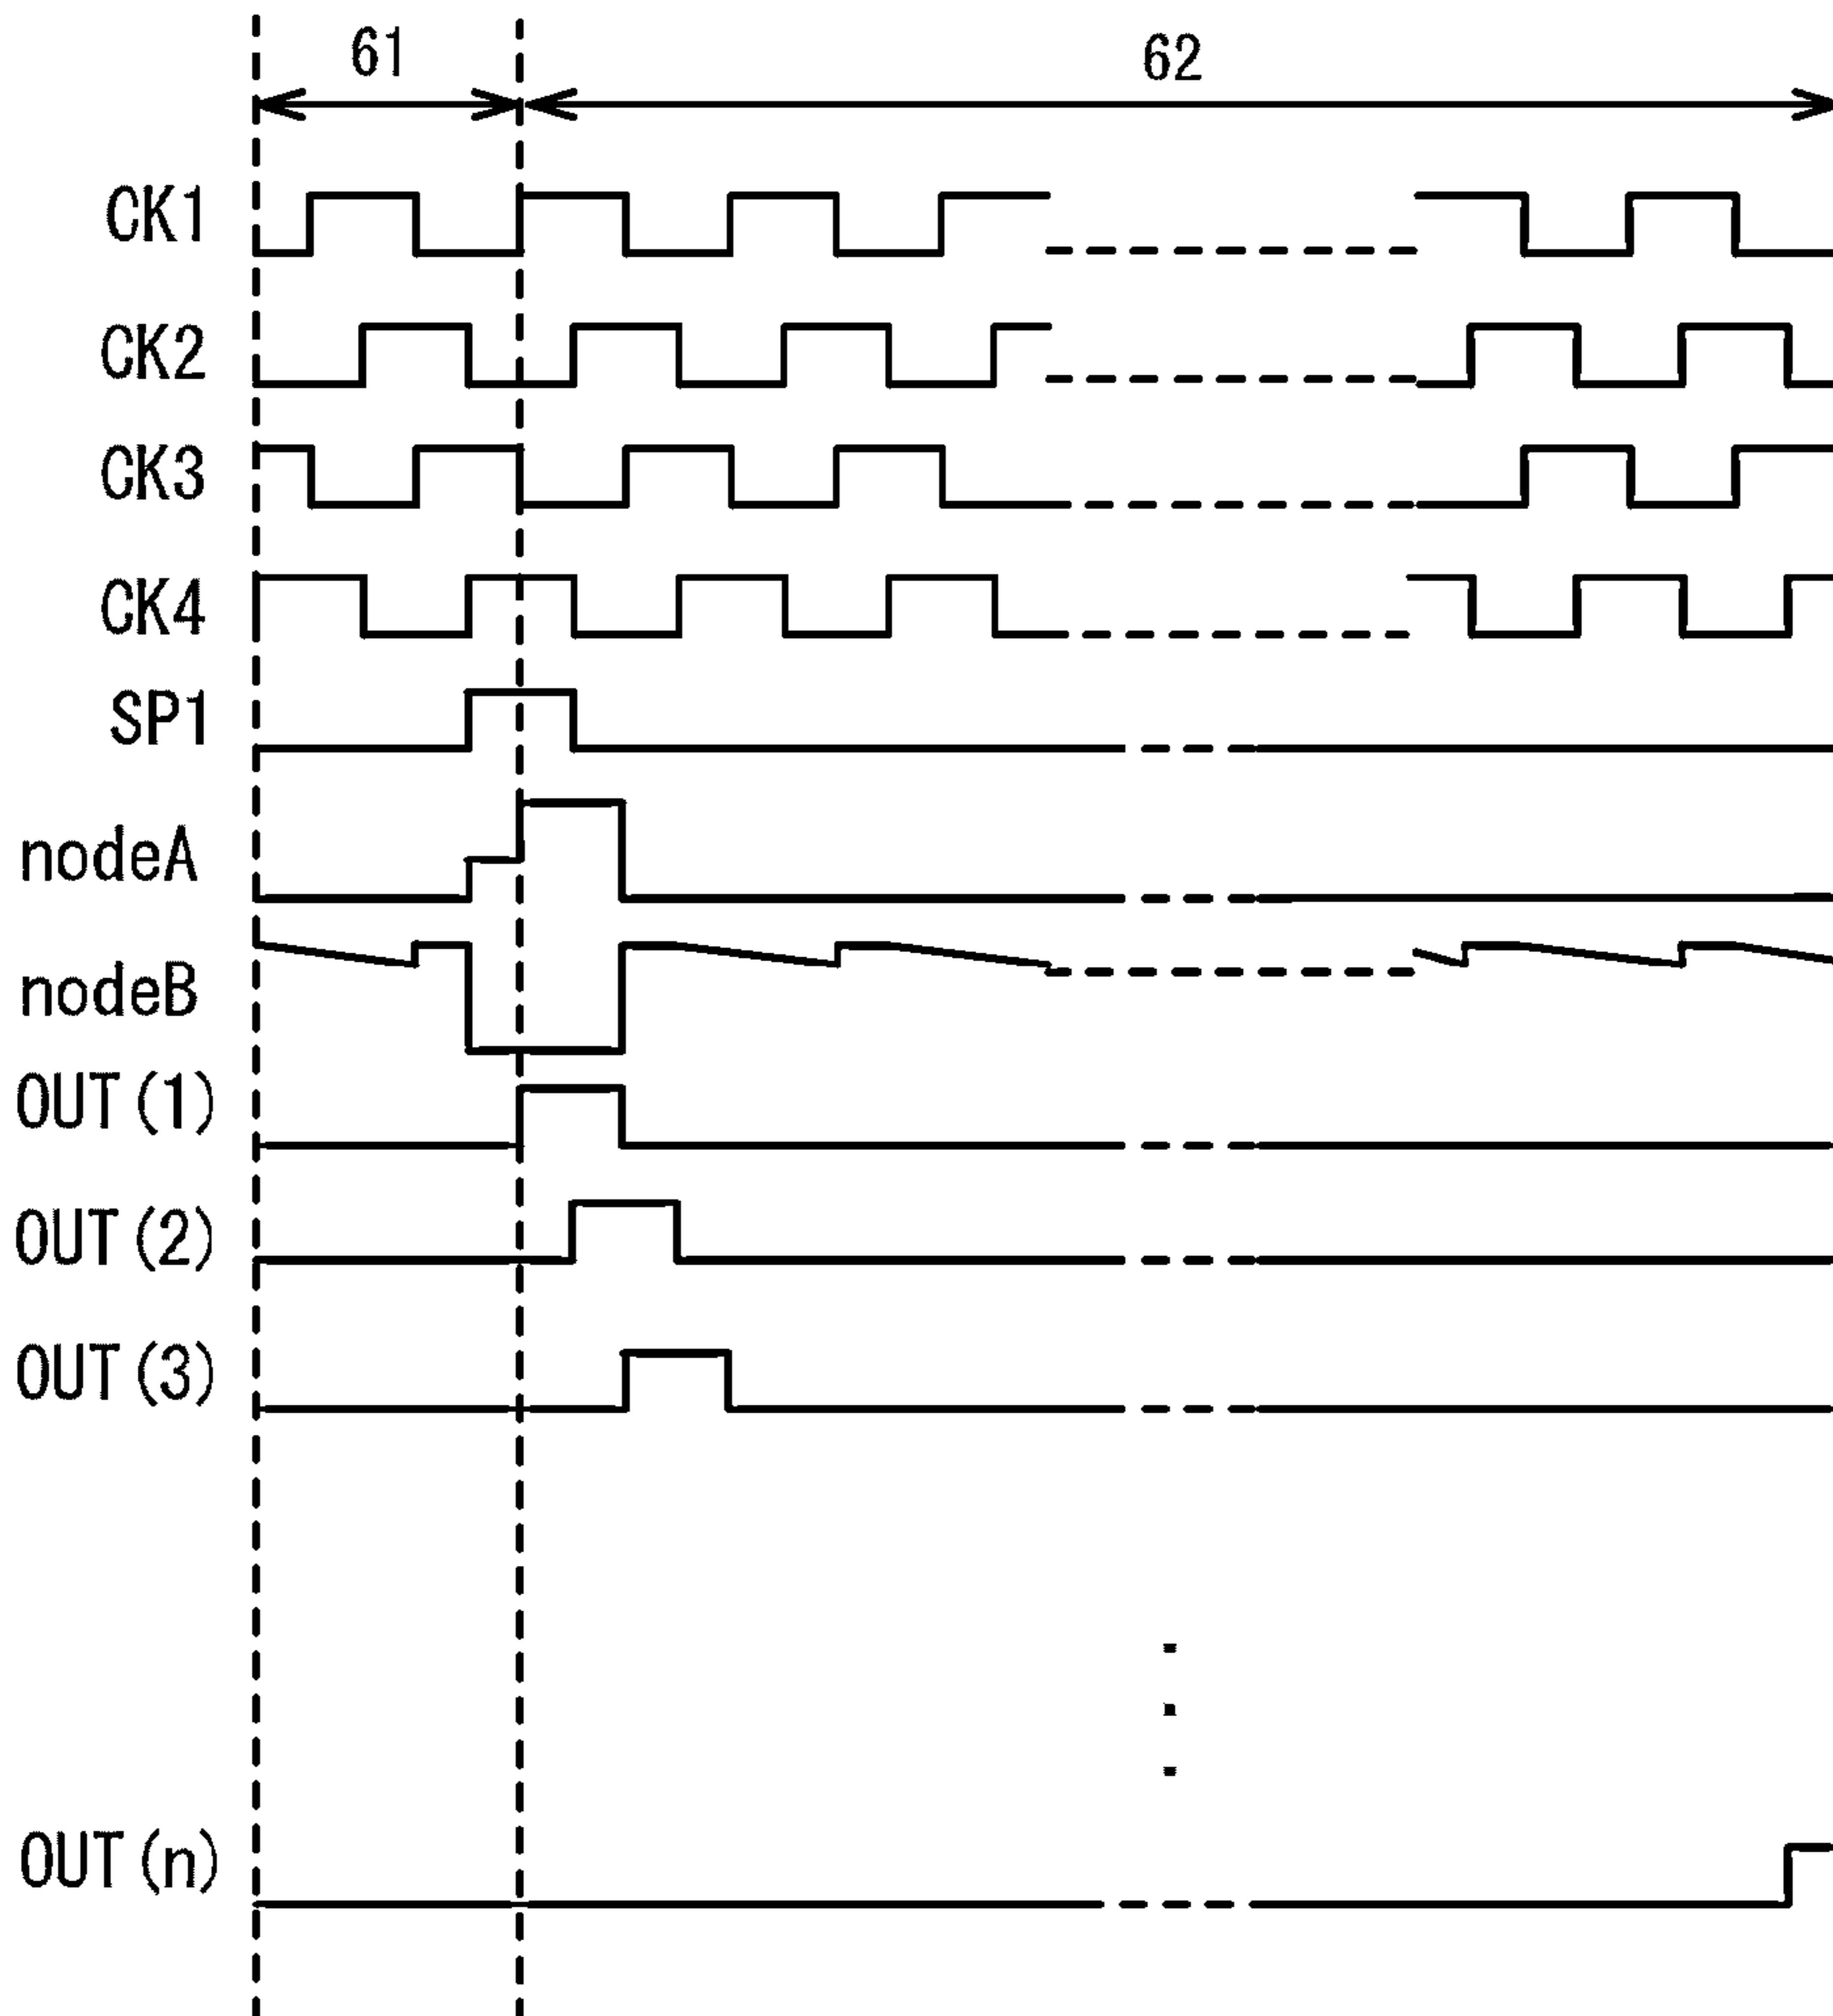 61 62
CK1
CK2
CK3
CK4
SP1
nodeA
nodeB
OUT(1)
OUT(2)
OUT(3)
OUT(n)